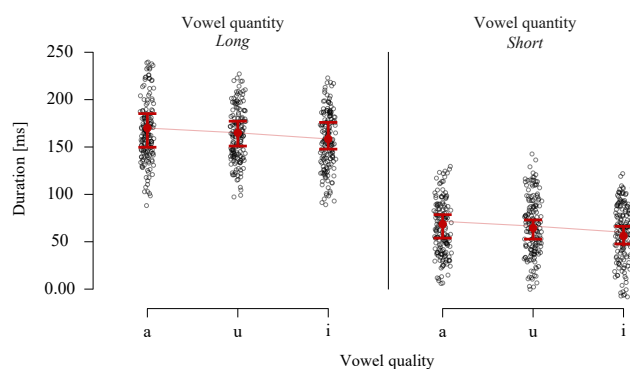 Vowel quantity
Long
Vowel quantity
Short
250
200
150
100
50
0.00
Duration [ms]
a u i
a u i
Vowel quality